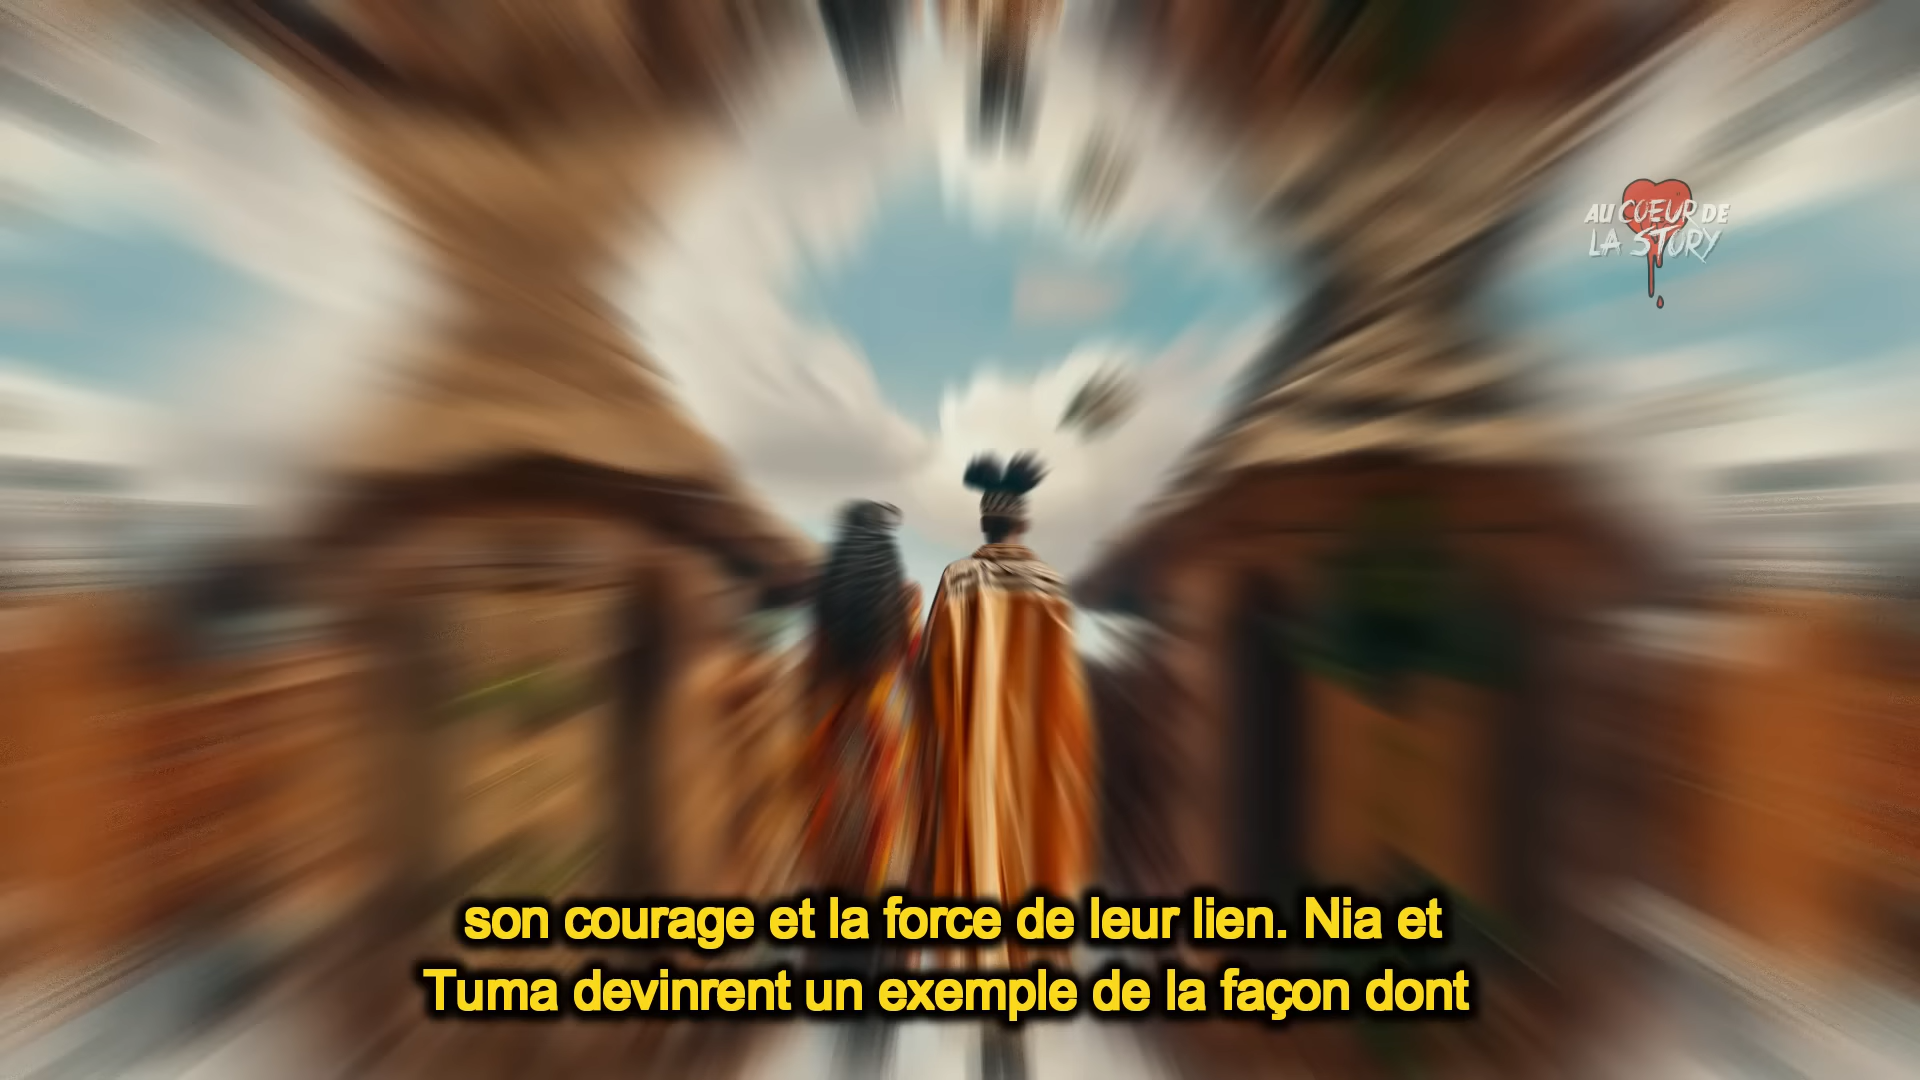 AU COEUR DE
LA STORY
son courage et la force de leur lien. Nia et
Tuma devinrent un exemple de la façon dont